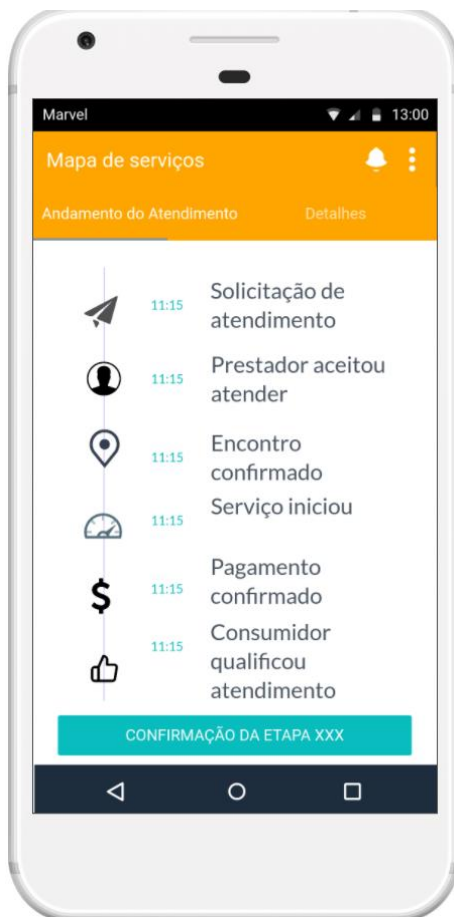 Marvel 13:00
Mapa de serviços
Andamento do Atendimento Detalhes
11:15 Solicitação de
atendimento
11:15 Prestador aceitou
atender
11:15 Encontro
confirmado
11:15 Serviço iniciou
11:15 Pagamento
confirmado
11:15 Consumidor
qualificou
atendimento
CONFIRMAÇÃO DA ETAPA XXX